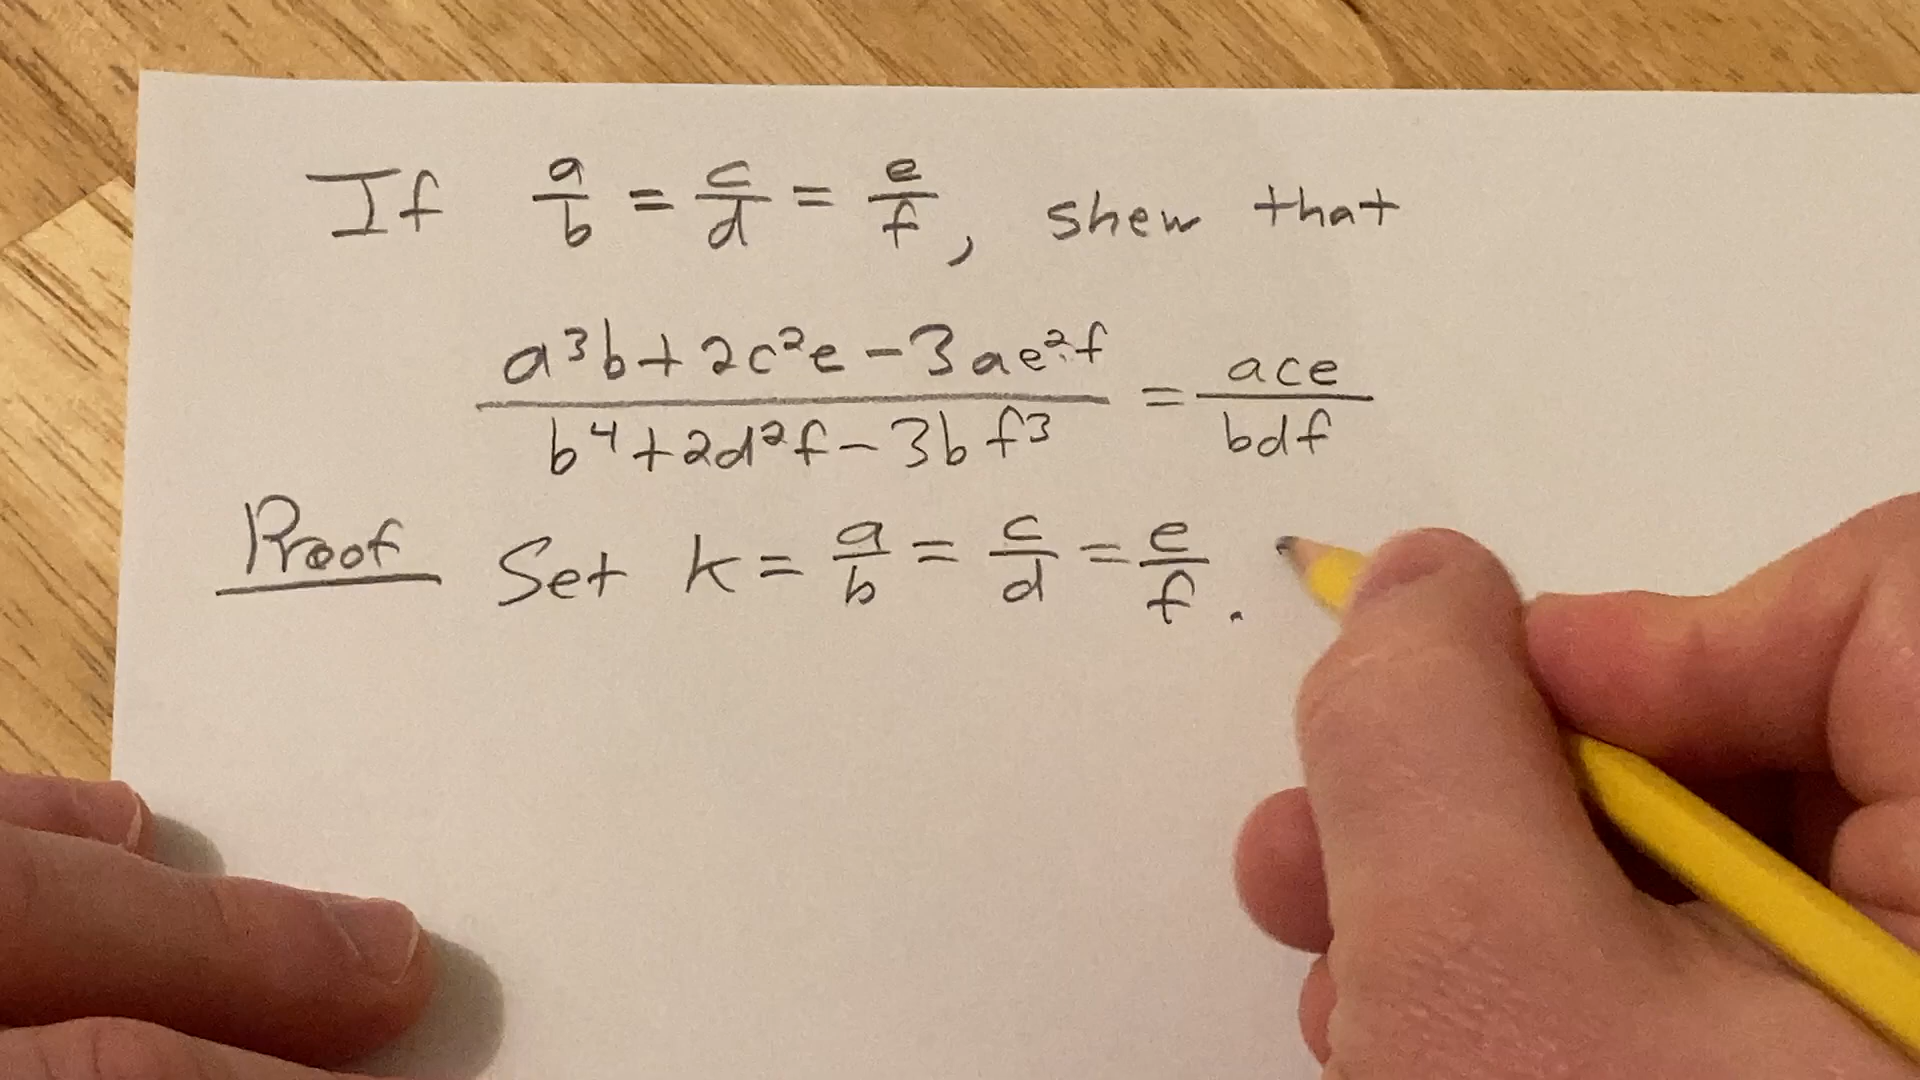 If a/b = c/d = e/f, shew that
(a³b + 2c²e - 3ae²f)/(b⁴ + 2d²f - 3bf³) = ace/bdf
Proof Set k = a/b = c/d = e/f.